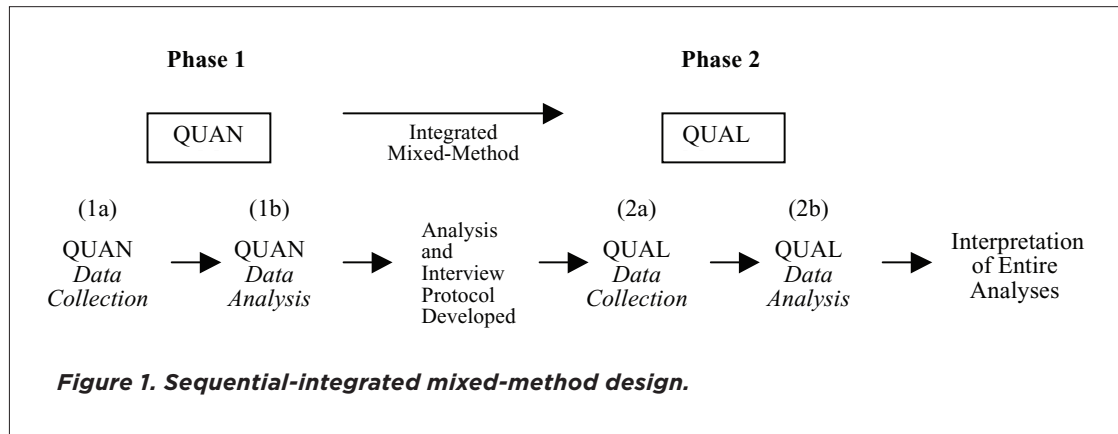 Phase 1
Phase 2
QUAN
Integrated
Mixed-Method
QUAL
(1a)
QUAN
Data
Collection
(1b)
QUAN
Data
Analysis
Analysis
and
Interview
Protocol
Developed
(2a)
QUAL
Data
Collection
(2b)
QUAL
Data
Analysis
Interpretation
of Entire
Analyses
Figure 1. Sequential-integrated mixed-method design.